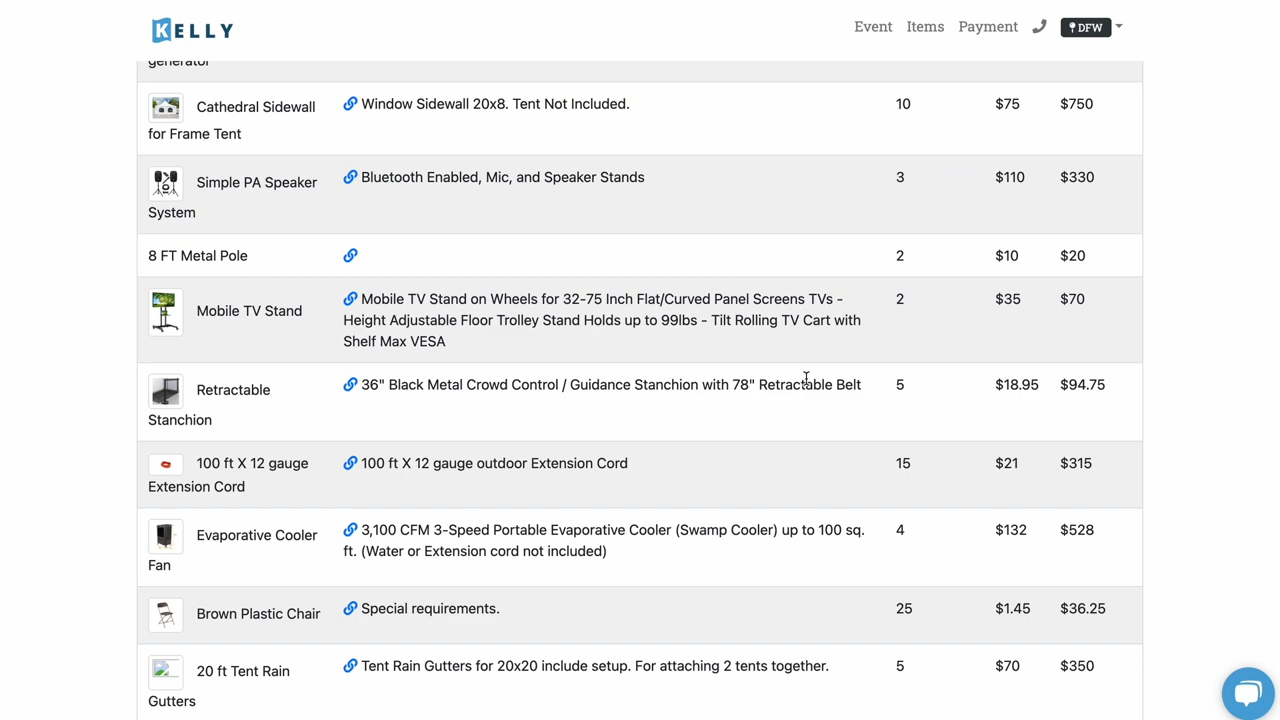 KELLY
Event Items Payment DFW
generator
Cathedral Sidewall for Frame Tent
Window Sidewall 20x8. Tent Not Included. 10 $75 $750
Simple PA Speaker System
Bluetooth Enabled, Mic, and Speaker Stands 3 $110 $330
8 FT Metal Pole 2 $10 $20
Mobile TV Stand
Mobile TV Stand on Wheels for 32-75 Inch Flat/Curved Panel Screens TVs - 2 $35 $70
Height Adjustable Floor Trolley Stand Holds up to 99lbs - Tilt Rolling TV Cart with
Shelf Max VESA
Retractable Stanchion
36" Black Metal Crowd Control / Guidance Stanchion with 78" Retractable Belt 5 $18.95 $94.75
100 ft X 12 gauge Extension Cord
100 ft X 12 gauge outdoor Extension Cord 15 $21 $315
Evaporative Cooler Fan
3,100 CFM 3-Speed Portable Evaporative Cooler (Swamp Cooler) up to 100 sq. 4 $132 $528
ft. (Water or Extension cord not included)
Brown Plastic Chair Special requirements. 25 $1.45 $36.25
20 ft Tent Rain Gutters
Tent Rain Gutters for 20x20 include setup. For attaching 2 tents together. 5 $70 $350